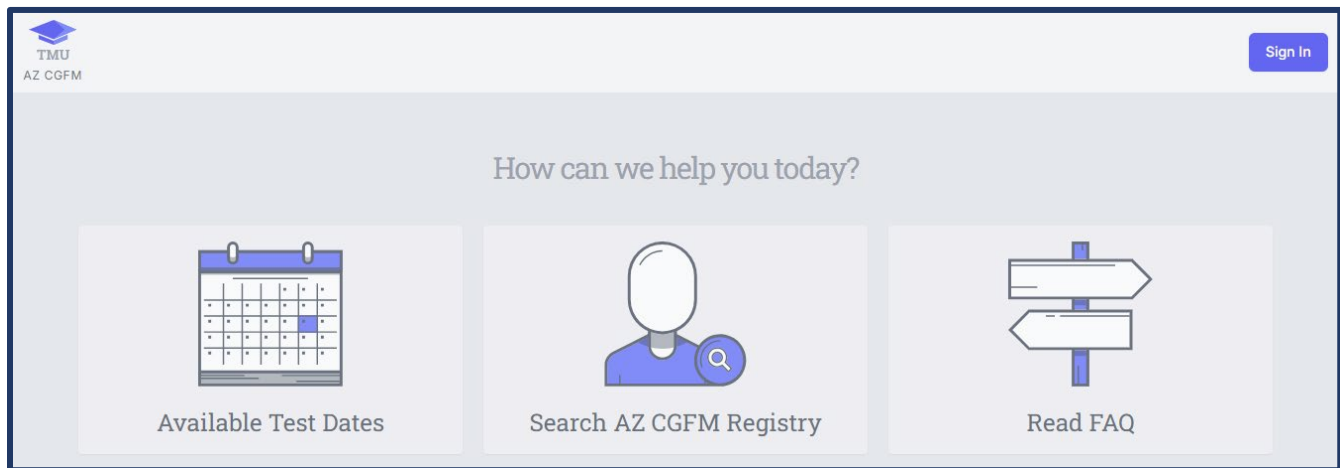 TMU
AZ CGFM
Sign In
How can we help you today?
Available Test Dates
Search AZ CGFM Registry
Read FAQ